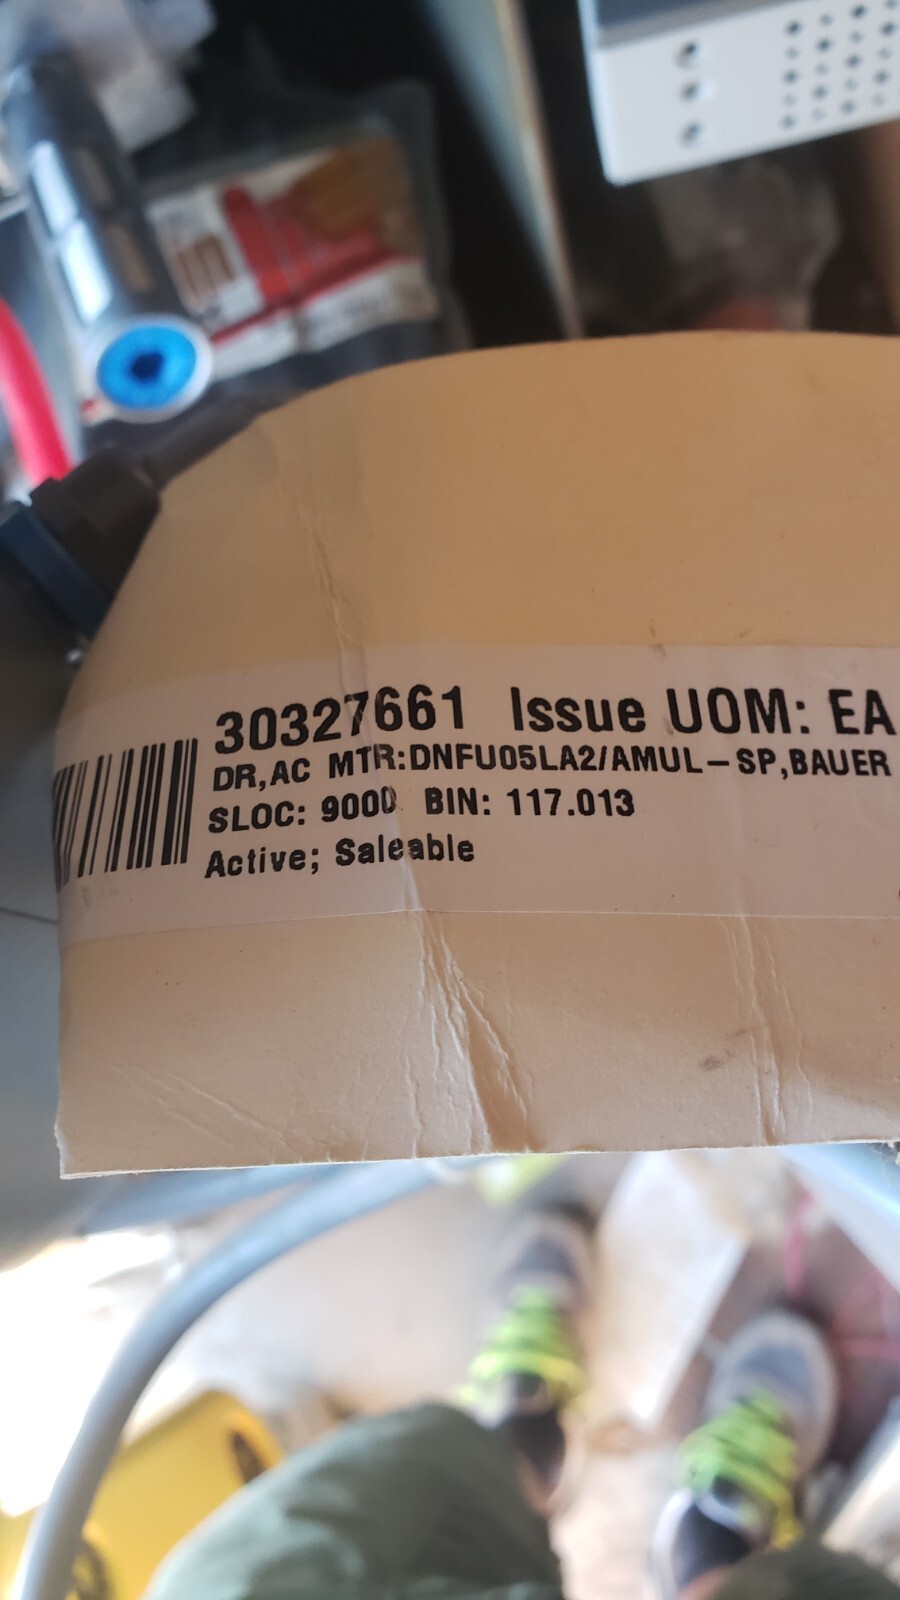 30327661 Issue UOM: EA
DR,AC MTR:DNFU05LA2/AMUL-SP,BAUER
SLOC: 9000 BIN: 117.013
Active; Saleable